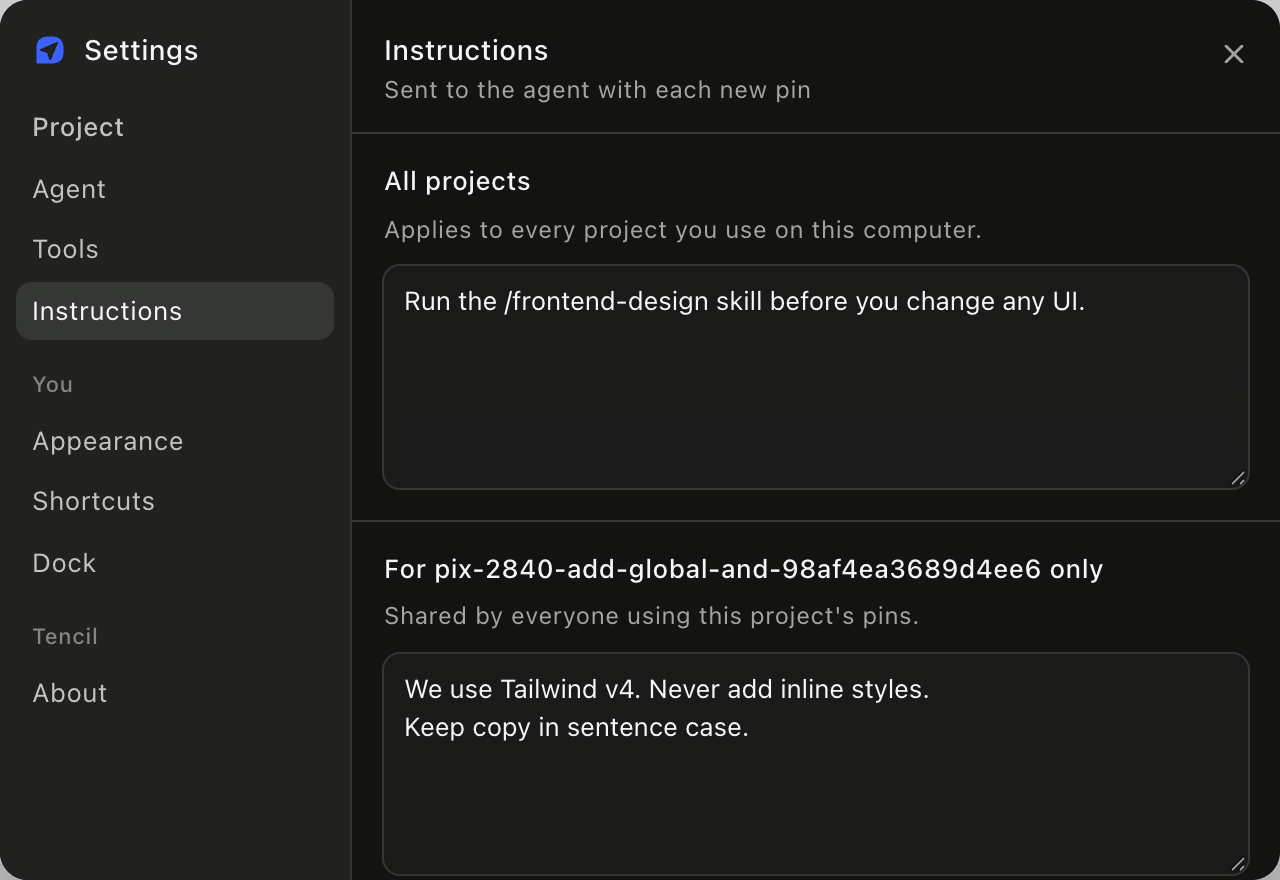 Settings
Project
Agent
Tools
Instructions
You
Appearance
Shortcuts
Dock
Tencil
About
Instructions
Sent to the agent with each new pin
All projects
Applies to every project you use on this computer.
Run the /frontend-design skill before you change any UI.
For pix-2840-add-global-and-98af4ea3689d4ee6 only
Shared by everyone using this project's pins.
We use Tailwind v4. Never add inline styles.
Keep copy in sentence case.